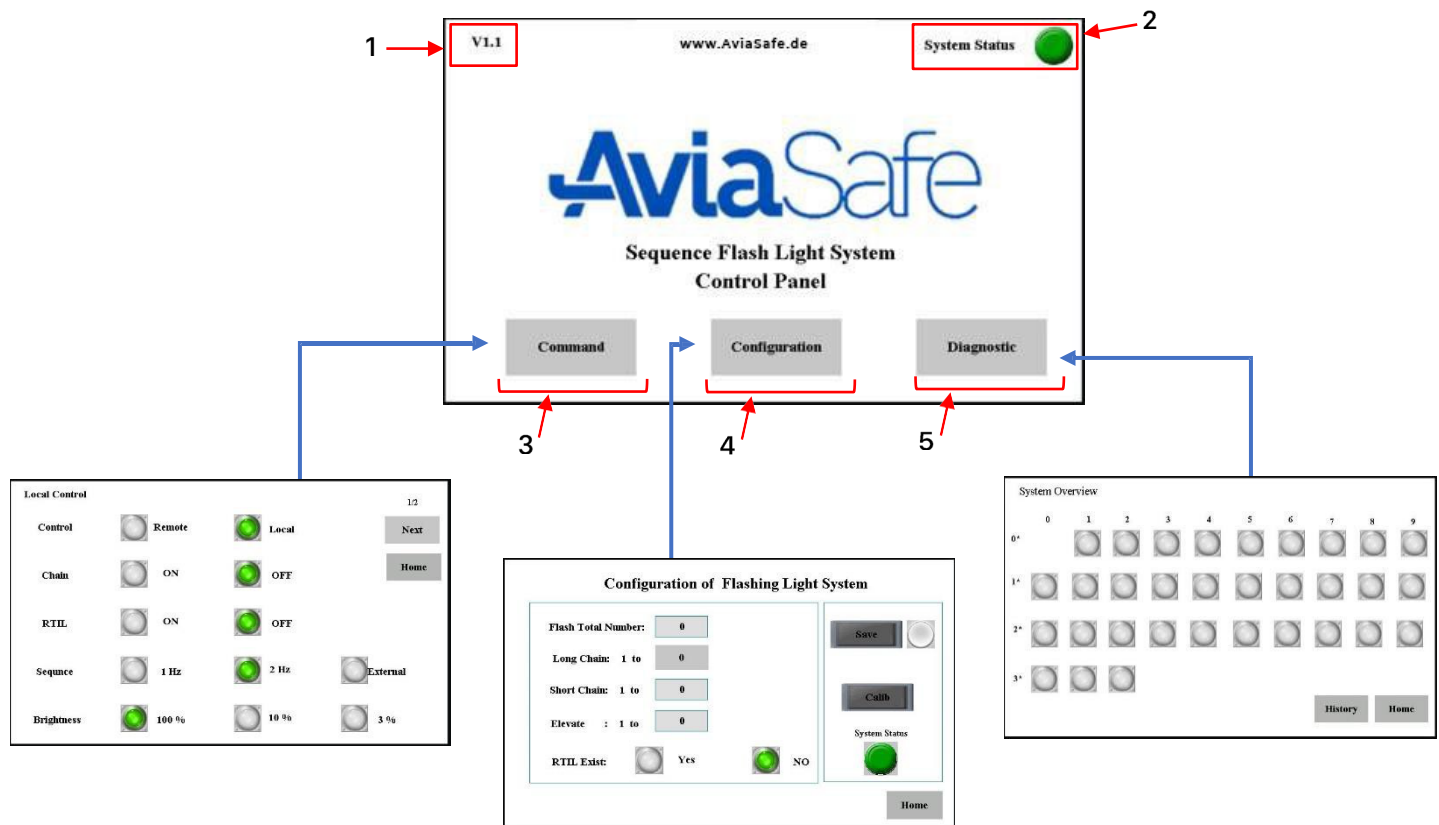 1
V1.1
www.AviaSafe.de
System Status
2
AviaSafe
Sequence Flash Light System
Control Panel
Command
Configuration
Diagnostic
3
4
5
Local Control
1/2
Control
Remote
Local
Next
Chain
ON
OFF
Home
RTIL
ON
OFF
Sequnce
1 Hz
2 Hz
External
Brightness
100 %
10 %
3 %
Configuration of Flashing Light System
Flash Total Number: 0
Save
Long Chain: 1 to 0
Short Chain: 1 to 0
Calib
Elevate : 1 to 0
System Status
RTIL Exist: Yes NO
Home
System Overview
0 1 2 3 4 5 6 7 8 9
0*
1*
2*
3*
History
Home